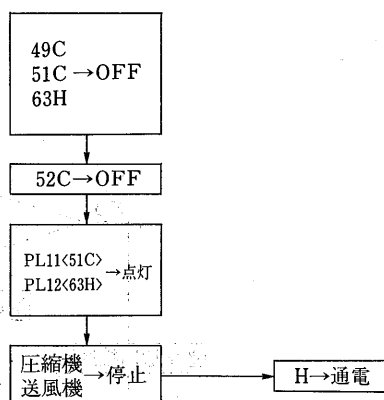 49C
51C →OFF
63H
52C→OFF
PL11<51C>
→点灯
PL12<63H>
圧縮機
→停止
送風機
H→通電